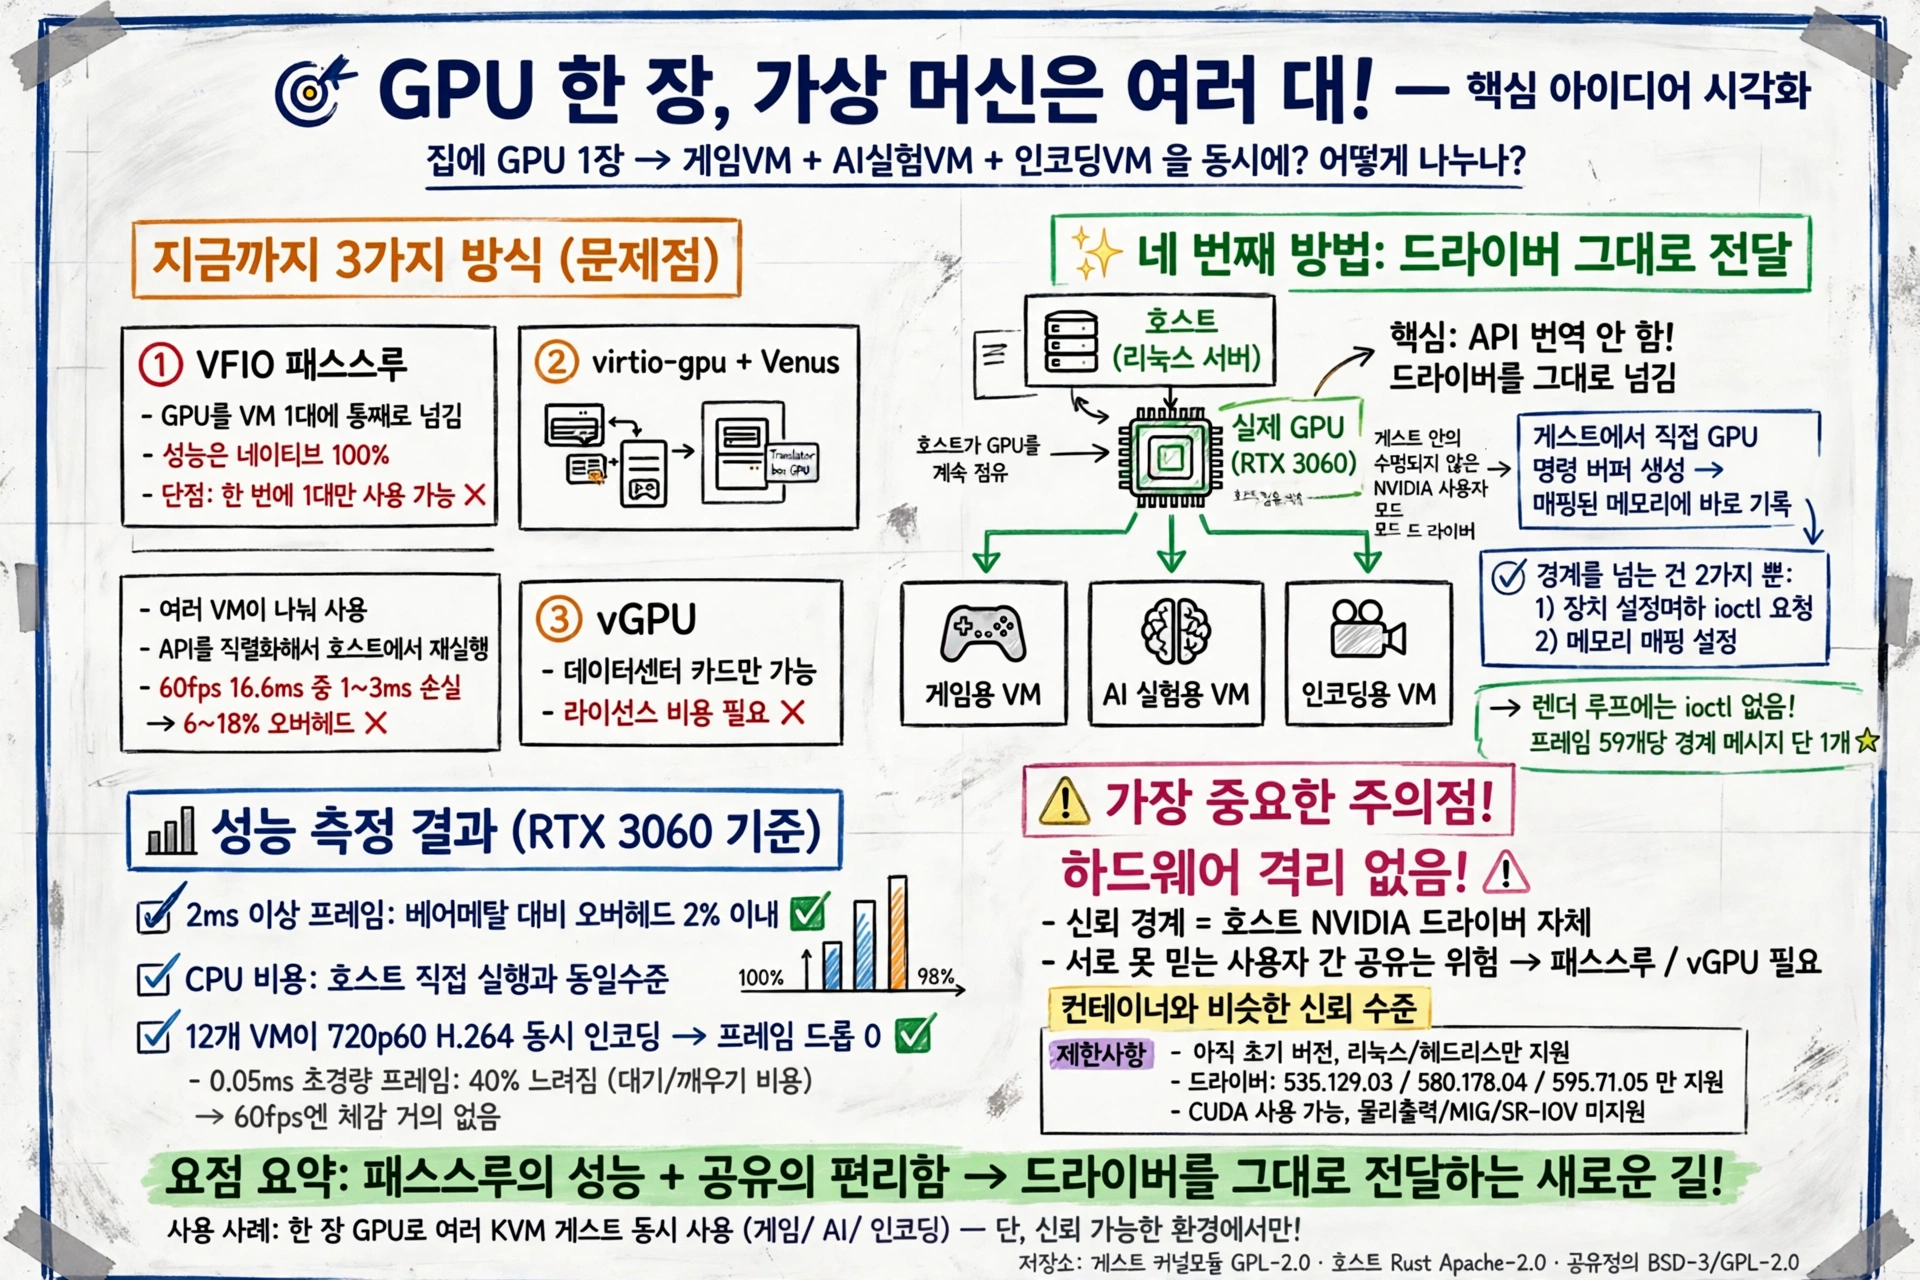 GPU 한 장, 가상 머신은 여러 대! — 핵심 아이디어 시각화
집에 GPU 1장 → 게임VM + AI실험VM + 인코딩VM 을 동시에? 어떻게 나누나?
지금까지 3가지 방식 (문제점)
① VFIO 패스스루
- GPU를 VM 1대에 통째로 넘김
- 성능은 네이티브 100%
- 단점: 한 번에 1대만 사용 가능 ✕
② virtio-gpu + Venus
Translator
GPU
- 여러 VM이 나눠 사용
- API를 직렬화해서 호스트에서 재실행
- 60fps 16.6ms 중 1~3ms 손실
→ 6~18% 오버헤드 ✕
③ vGPU
- 데이터센터 카드만 가능
- 라이선스 비용 필요 ✕
네 번째 방법: 드라이버 그대로 전달
호스트
(리눅스 서버)
핵심: API 번역 안 함!
드라이버를 그대로 넘김
호스트가 GPU를
계속 점유
실제 GPU
(RTX 3060)
게스트 안의
수멍되지 않은
NVIDIA 사용자
모드
모드 드 라이버
게스트에서 직접 GPU
명령 버퍼 생성 →
매핑된 메모리에 바로 기록
경계를 넘는 건 2가지 뿐:
1) 장치 설정며하 ioctl 요청
2) 메모리 매핑 설정
→ 렌더 루프에는 ioctl 없음!
프레임 59개당 경계 메시지 단 1개
게임용 VM
AI 실험용 VM
인코딩용 VM
성능 측정 결과 (RTX 3060 기준)
2ms 이상 프레임: 베어메탈 대비 오버헤드 2% 이내
CPU 비용: 호스트 직접 실행과 동일수준
12개 VM이 720p60 H.264 동시 인코딩 → 프레임 드롭 0
- 0.05ms 초경량 프레임: 40% 느려짐 (대기/깨우기 비용)
→ 60fps엔 체감 거의 없음
100%
98%
가장 중요한 주의점!
하드웨어 격리 없음!
- 신뢰 경계 = 호스트 NVIDIA 드라이버 자체
- 서로 못 믿는 사용자 간 공유는 위험 → 패스스루 / vGPU 필요
컨테이너와 비슷한 신뢰 수준
제한사항
- 아직 초기 버전, 리눅스/헤드리스만 지원
- 드라이버: 535.129.03 / 580.178.04 / 595.71.05 만 지원
- CUDA 사용 가능, 물리출력/MIG/SR-IOV 미지원
요점 요약: 패스스루의 성능 + 공유의 편리함 → 드라이버를 그대로 전달하는 새로운 길!
사용 사례: 한 장 GPU로 여러 KVM 게스트 동시 사용 (게임/ AI/ 인코딩) — 단, 신뢰 가능한 환경에서만!
저장소: 게스트 커널모듈 GPL-2.0 · 호스트 Rust Apache-2.0 · 공유정의 BSD-3/GPL-2.0